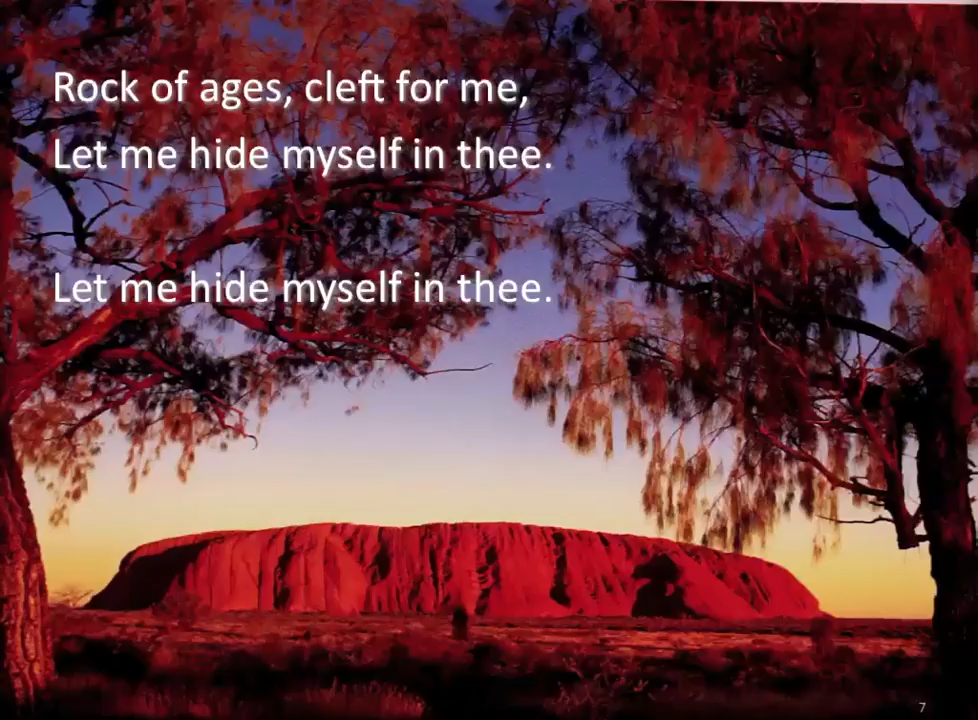 Rock of ages, cleft for me,
Let me hide myself in thee.
Let me hide myself in thee.
7